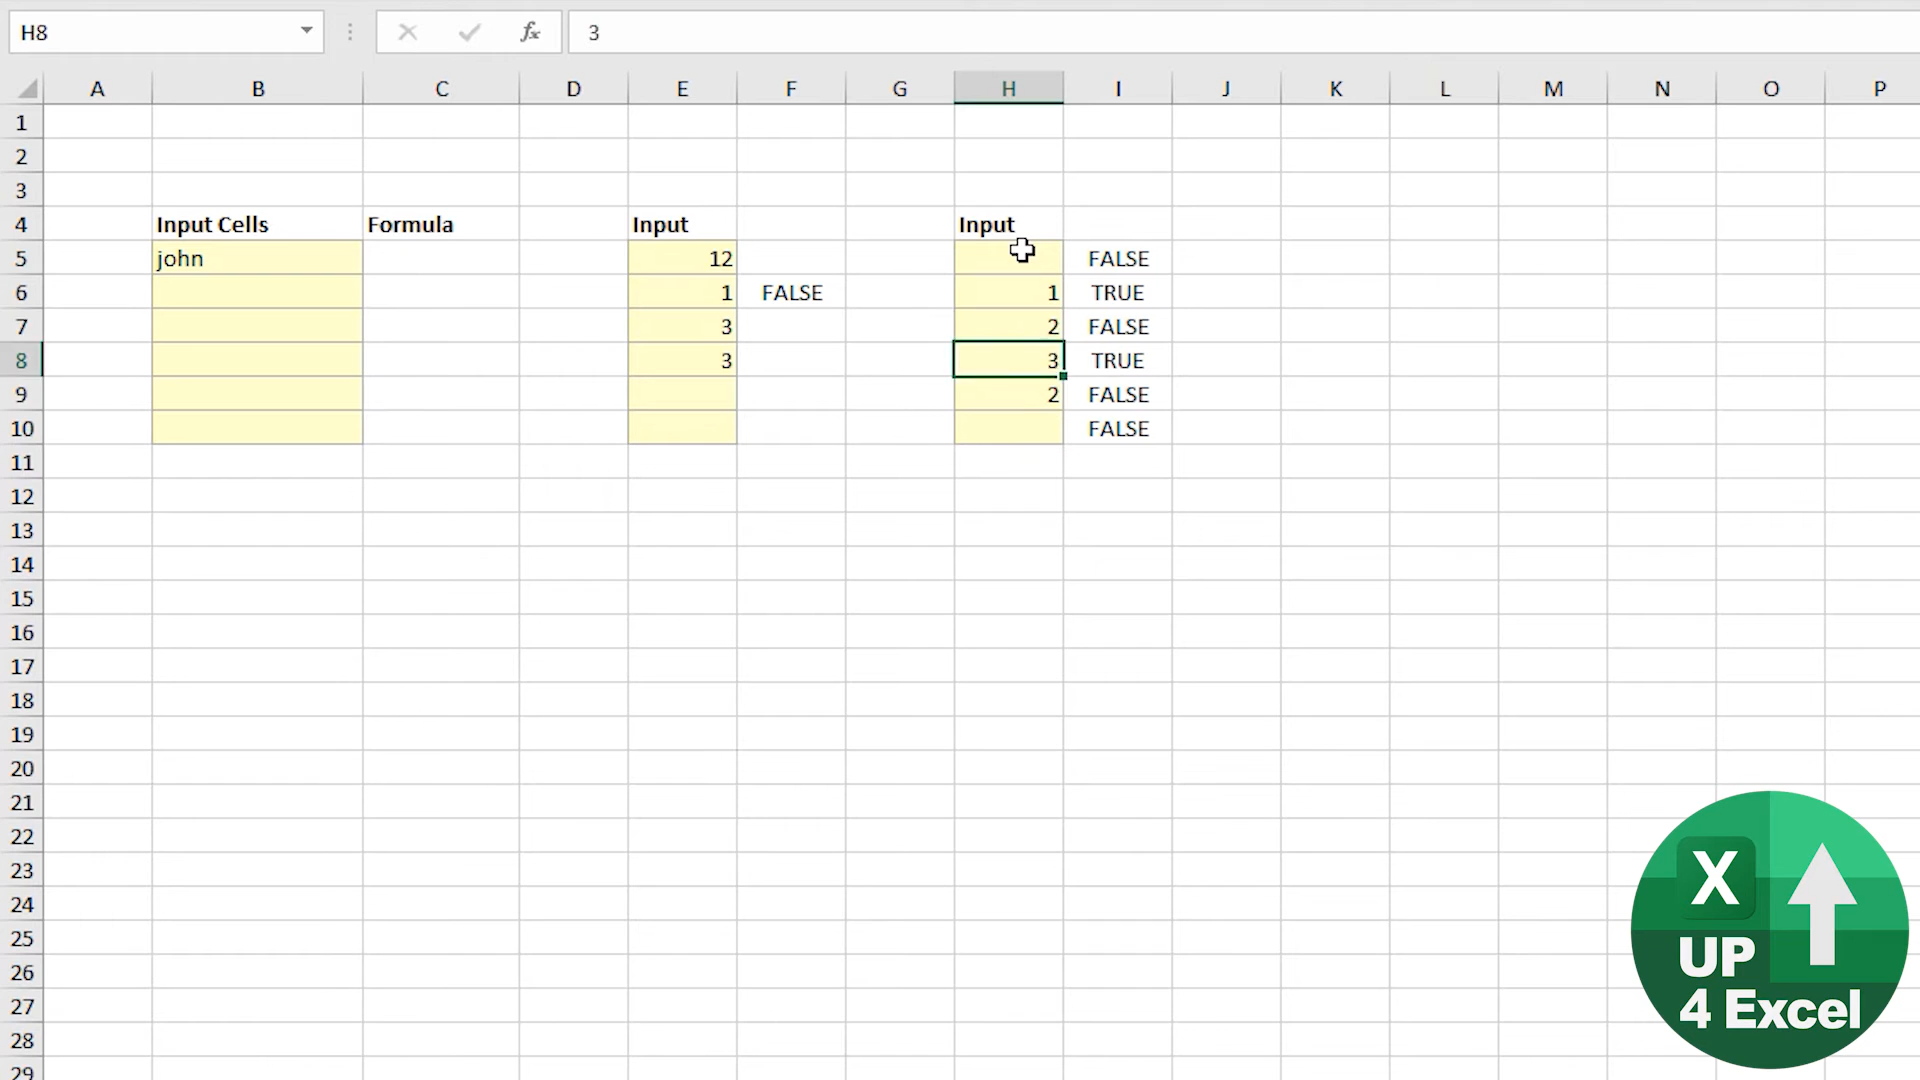 H8 fx 3
A B C D E F G H I J K L M N O P
1
2
3
4 Input Cells Formula Input Input
5 john 12 FALSE
6 1 FALSE 1 TRUE
7 3 2 FALSE
8 3 3 TRUE
9 2 FALSE
10 FALSE
11
12
13
14
15
16
17
18
19
20
21
22
23
24
25
26
27
28
29
X
UP
4 Excel